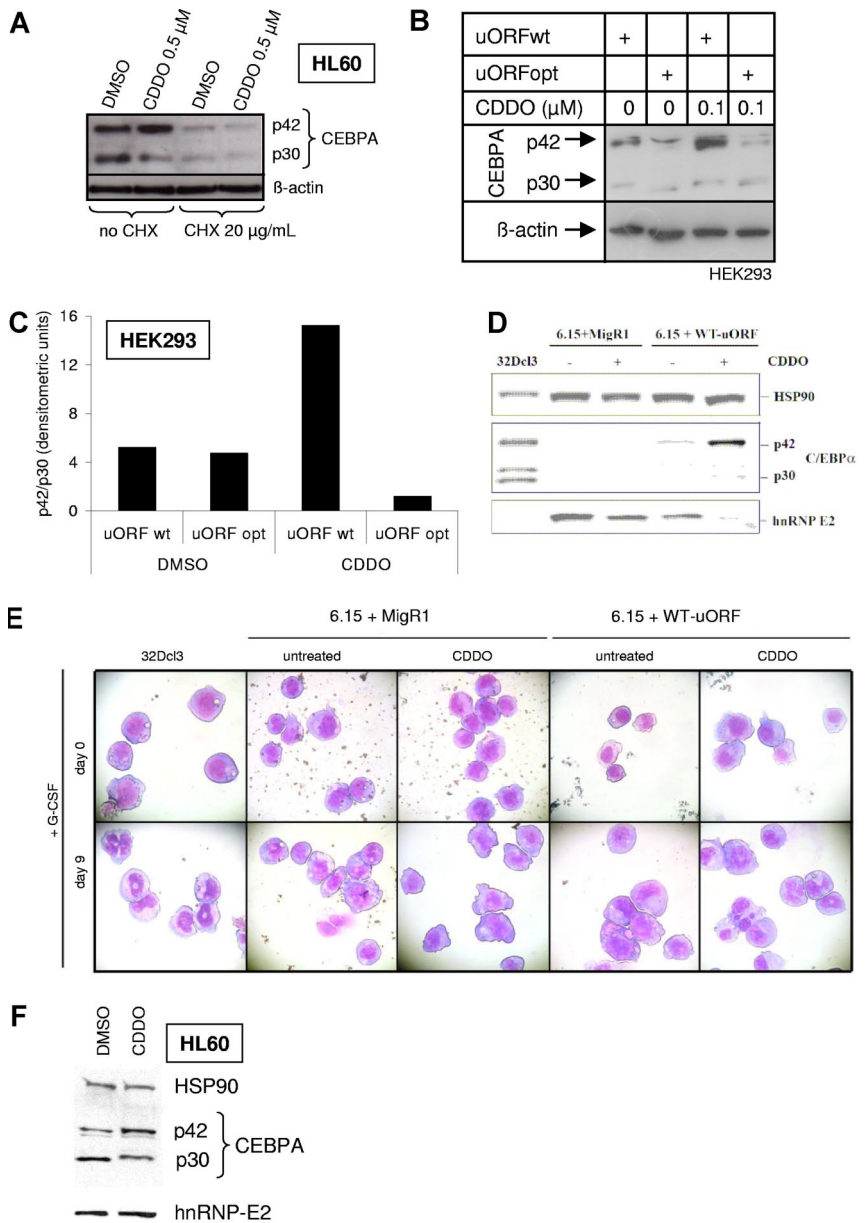 A
DMSO
CDDO 0.5 µM
DMSO
CDDO 0.5 µM
HL60
p42
p30
CEBPA
ß-actin
no CHX
CHX 20 µg/mL
B
uORFwt + +
uORFopt + +
CDDO (µM) 0 0 0.1 0.1
CEBPA
p42
p30
ß-actin
HEK293
C
HEK293
p42/p30 (densitometric units)
16
12
8
4
0
uORF wt uORF opt uORF wt uORF opt
DMSO CDDO
D
6.15+MigR1 6.15 + WT-uORF
32Dcl3 - + - + CDDO
HSP90
p42
C/EBPα
p30
hnRNP E2
E
6.15 + MigR1 6.15 + WT-uORF
32Dcl3 untreated CDDO untreated CDDO
+ G-CSF
day 0
day 9
F
DMSO
CDDO
HL60
HSP90
p42
p30
CEBPA
hnRNP-E2